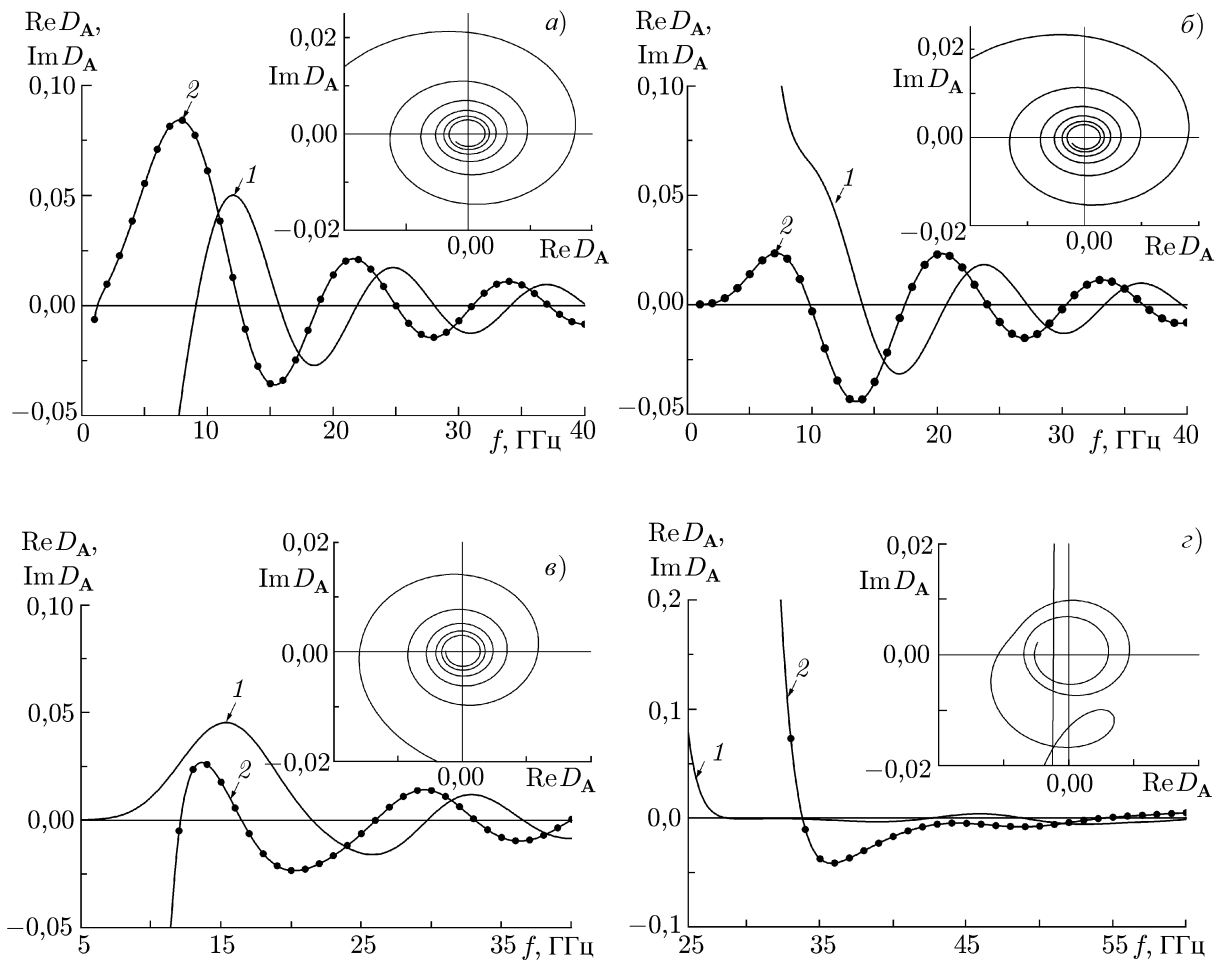 Re D_A,
Im D_A
0,10
0,05
0,00
−0,05
0
10
20
30
40
f, ГГц
2
1
а)
0,02
Im D_A
0,00
−0,02
0,00
Re D_A
Re D_A,
Im D_A
0,10
0,05
0,00
−0,05
0
10
20
30
40
f, ГГц
1
2
б)
0,02
Im D_A
0,00
−0,02
0,00
Re D_A
Re D_A,
Im D_A
0,10
0,05
0,00
−0,05
5
15
25
35
f, ГГц
1
2
в)
0,02
Im D_A
0,00
−0,02
0,00
Re D_A
Re D_A,
Im D_A
0,2
0,1
0,0
−0,1
25
35
45
55
f, ГГц
1
2
г)
0,02
Im D_A
0,00
−0,02
0,00
Re D_A